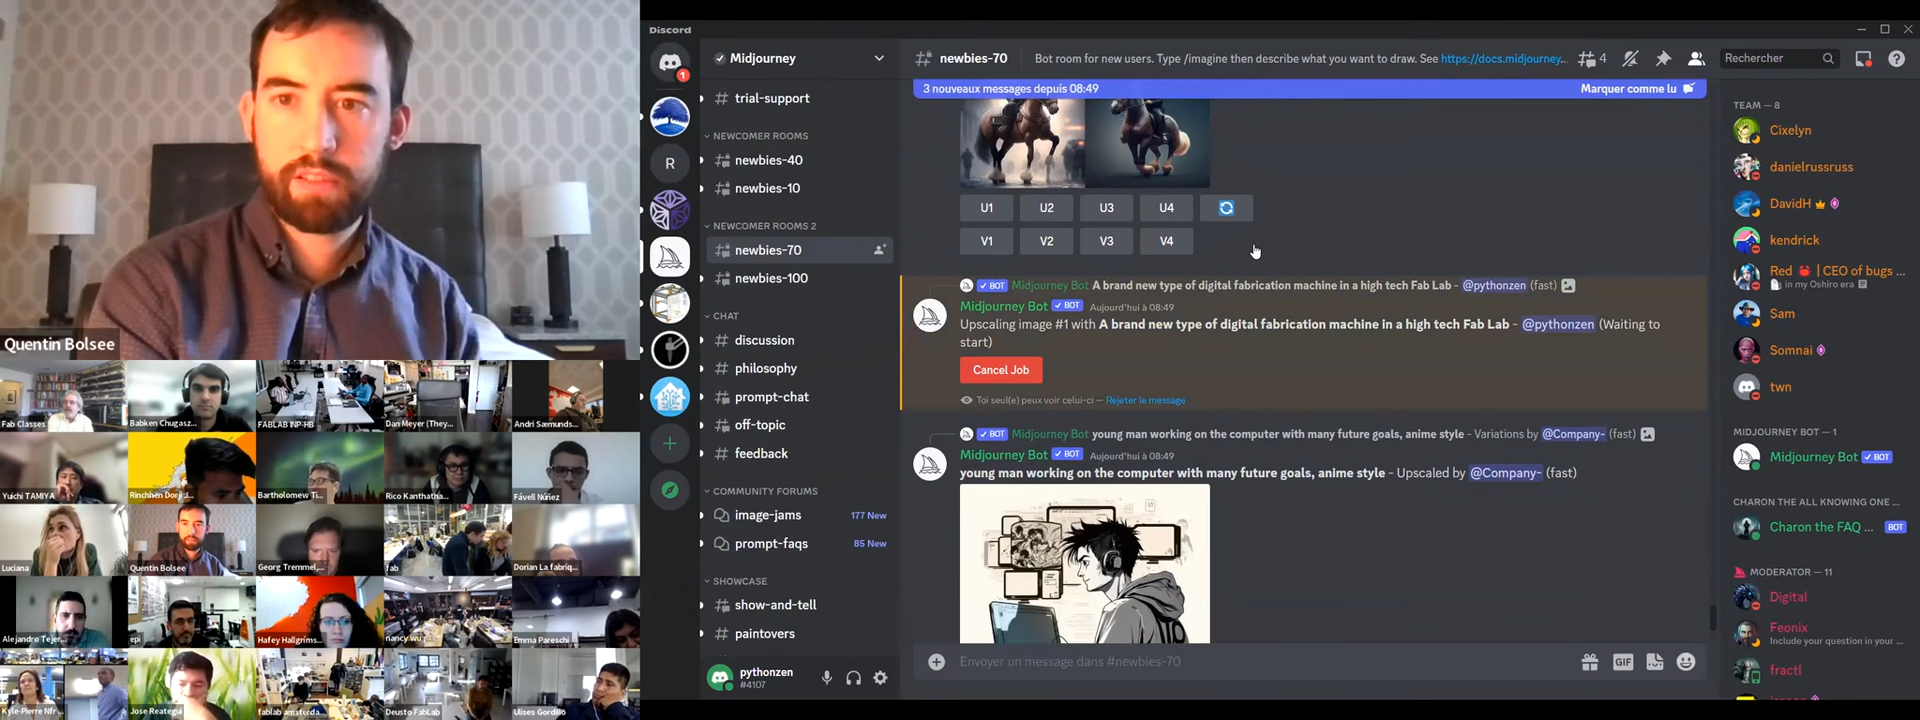 Quentin Bolsee
Fab Classes
Babken Chugasz...
FABLAB INP-HB
Dan Meyer (They...
Andri Sæmunds...
Yuichi TAMIYA
Rinchhen Dorji...
Bartholomew Ti...
Rico Kanthatha...
Fávell Núñez
Luciana
Quentin Bolsee
Georg Tremmel,...
fab
Dorian La fabriq...
Alejandro Tejer...
epi
Hafey Hallgríms...
nancy wu
Emma Pareschi
Kyle-Pierre Nfr...
Jose Reategui
fablab amsterda...
Deusto FabLab
Ulises Gordillo
Discord
1
R
Midjourney
trial-support
NEWCOMER ROOMS
newbies-40
newbies-10
NEWCOMER ROOMS 2
newbies-70
newbies-100
CHAT
discussion
philosophy
prompt-chat
off-topic
feedback
COMMUNITY FORUMS
image-jams 177 New
prompt-faqs 85 New
SHOWCASE
show-and-tell
paintovers
pythonzen
#4107
newbies-70 Bot room for new users. Type /imagine then describe what you want to draw. See https://docs.midjourney... 4 Rechercher
3 nouveaux messages depuis 08:49 Marquer comme lu
U1 U2 U3 U4
V1 V2 V3 V4
BOT Midjourney Bot A brand new type of digital fabrication machine in a high tech Fab Lab - @pythonzen (fast)
Midjourney Bot BOT Aujourd'hui à 08:49
Upscaling image #1 with A brand new type of digital fabrication machine in a high tech Fab Lab - @pythonzen (Waiting to
start)
Cancel Job
Toi seul(e) peux voir celui-ci — Rejeter le message
BOT Midjourney Bot young man working on the computer with many future goals, anime style - Variations by @Company- (fast)
Midjourney Bot BOT Aujourd'hui à 08:49
young man working on the computer with many future goals, anime style - Upscaled by @Company- (fast)
Envoyer un message dans #newbies-70
GIF
TEAM — 8
Cixelyn
danielrussruss
DavidH
kendrick
Red | CEO of bugs ...
in my Oshiro era
Sam
Somnai
twn
MIDJOURNEY BOT — 1
Midjourney Bot BOT
CHARON THE ALL KNOWING ONE ...
Charon the FAQ ... BOT
MODERATOR — 11
Digital
Feonix
Include your question in your ...
fractl